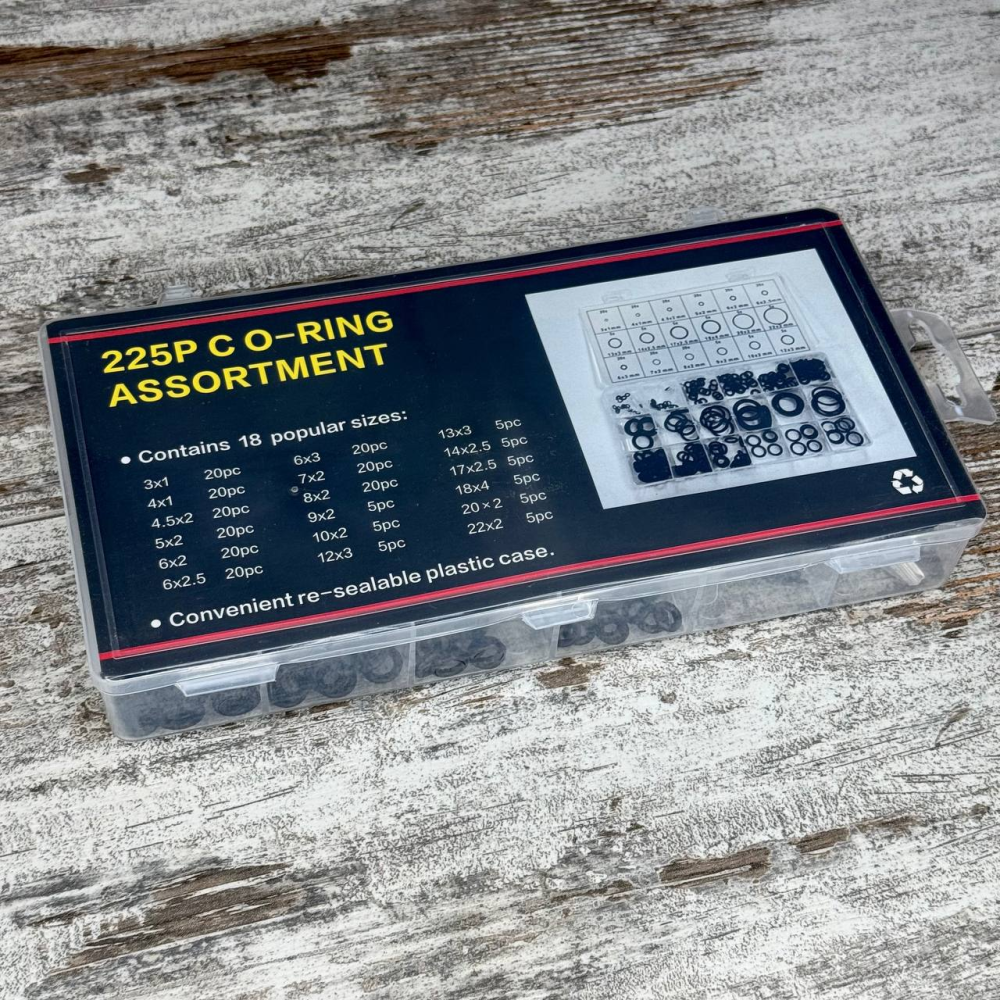 225P C O-RING
ASSORTMENT
• Contains 18 popular sizes:
3x1 20pc
4x1 20pc
4.5x2 20pc
5x2 20pc
6x2 20pc
6x2.5 20pc
6x3 20pc
7x2 20pc
8x2 20pc
9x2 5pc
10x2 5pc
12x3 5pc
13x3 5pc
14x2.5 5pc
17x2.5 5pc
18x4 5pc
20×2 5pc
22x2 5pc
• Convenient re-sealable plastic case.